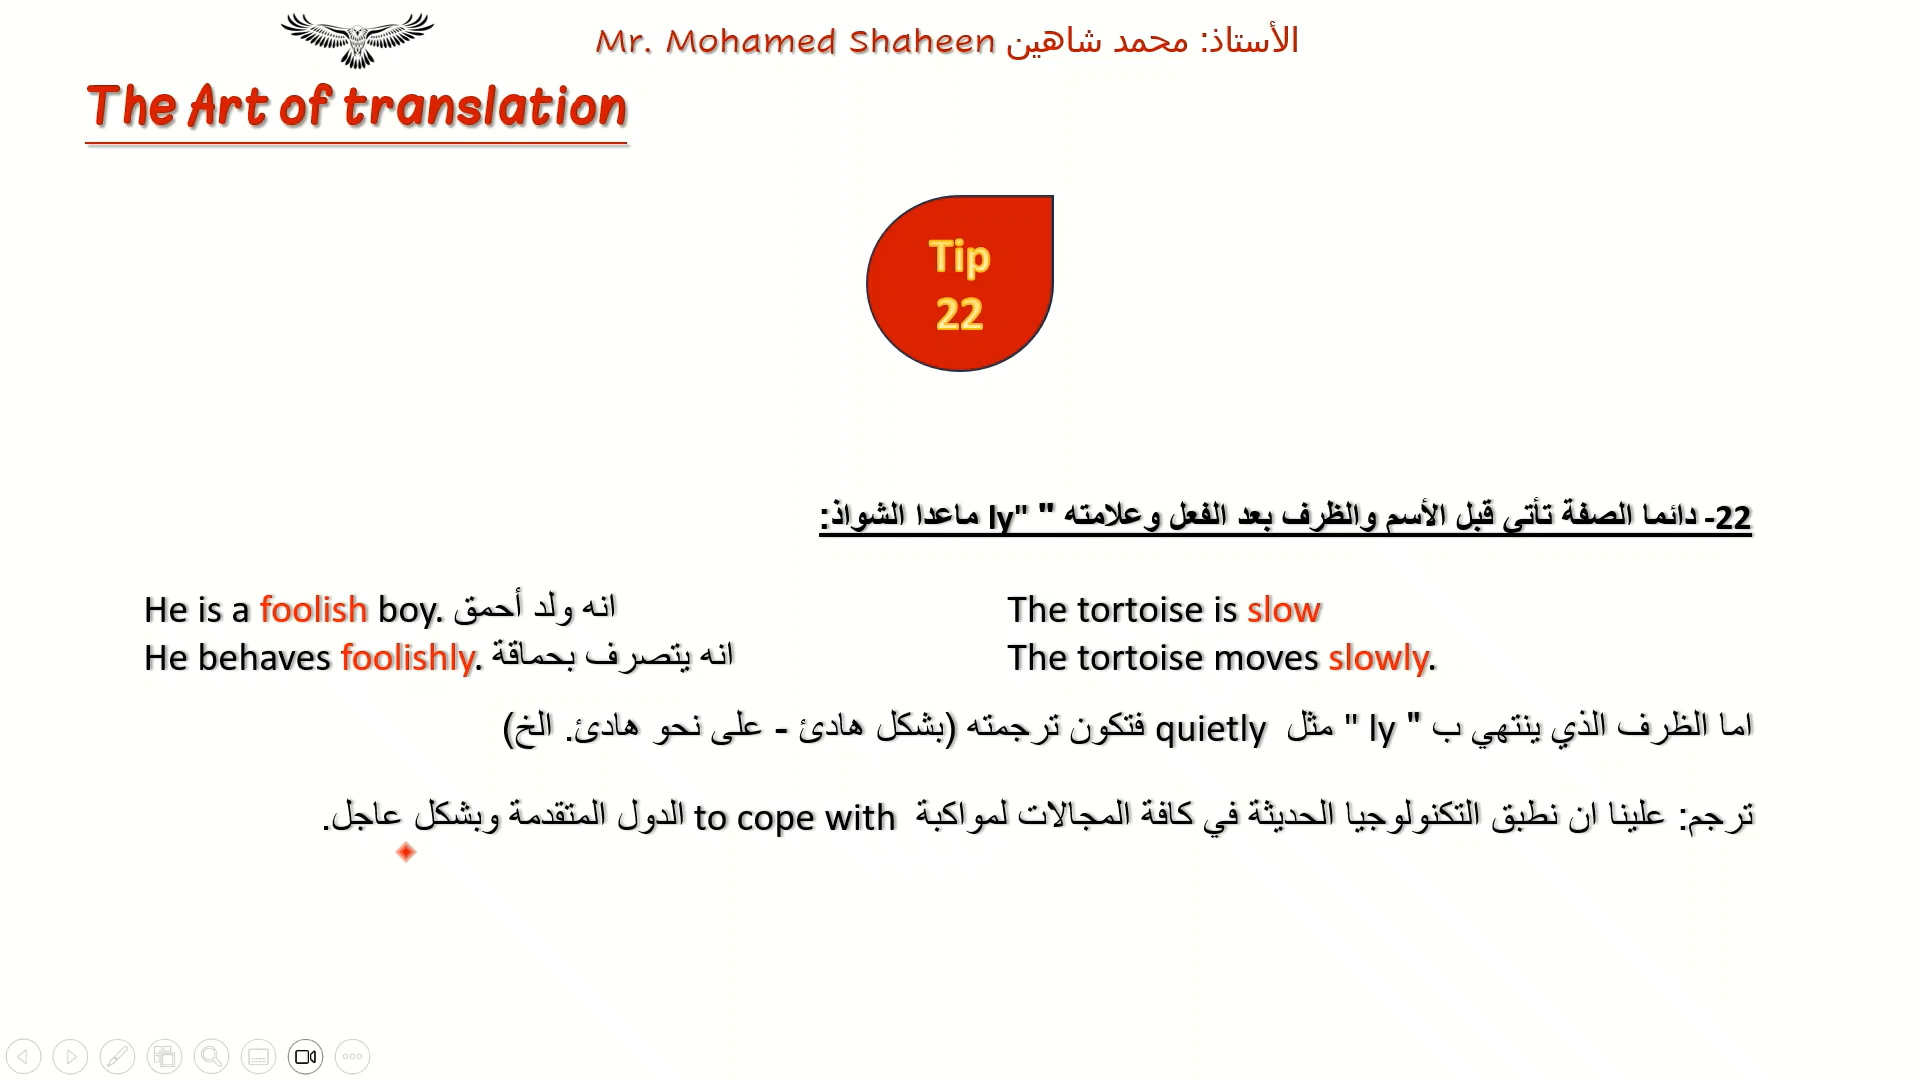 Mr. Mohamed Shaheen الأستاذ: محمد شاهين
The Art of translation
Tip
22
22- دائما الصفة تأتي قبل الأسم والظرف بعد الفعل وعلامته " "ly ماعدا الشواذ:
He is a foolish boy. انه ولد أحمق
He behaves foolishly. انه يتصرف بحماقة
The tortoise is slow
The tortoise moves slowly.
اما الظرف الذي ينتهي ب " ly " مثل quietly فتكون ترجمته (بشكل هادئ - على نحو هادئ. الخ)
ترجم: علينا ان نطبق التكنولوجيا الحديثة في كافة المجالات لمواكبة to cope with الدول المتقدمة وبشكل عاجل.